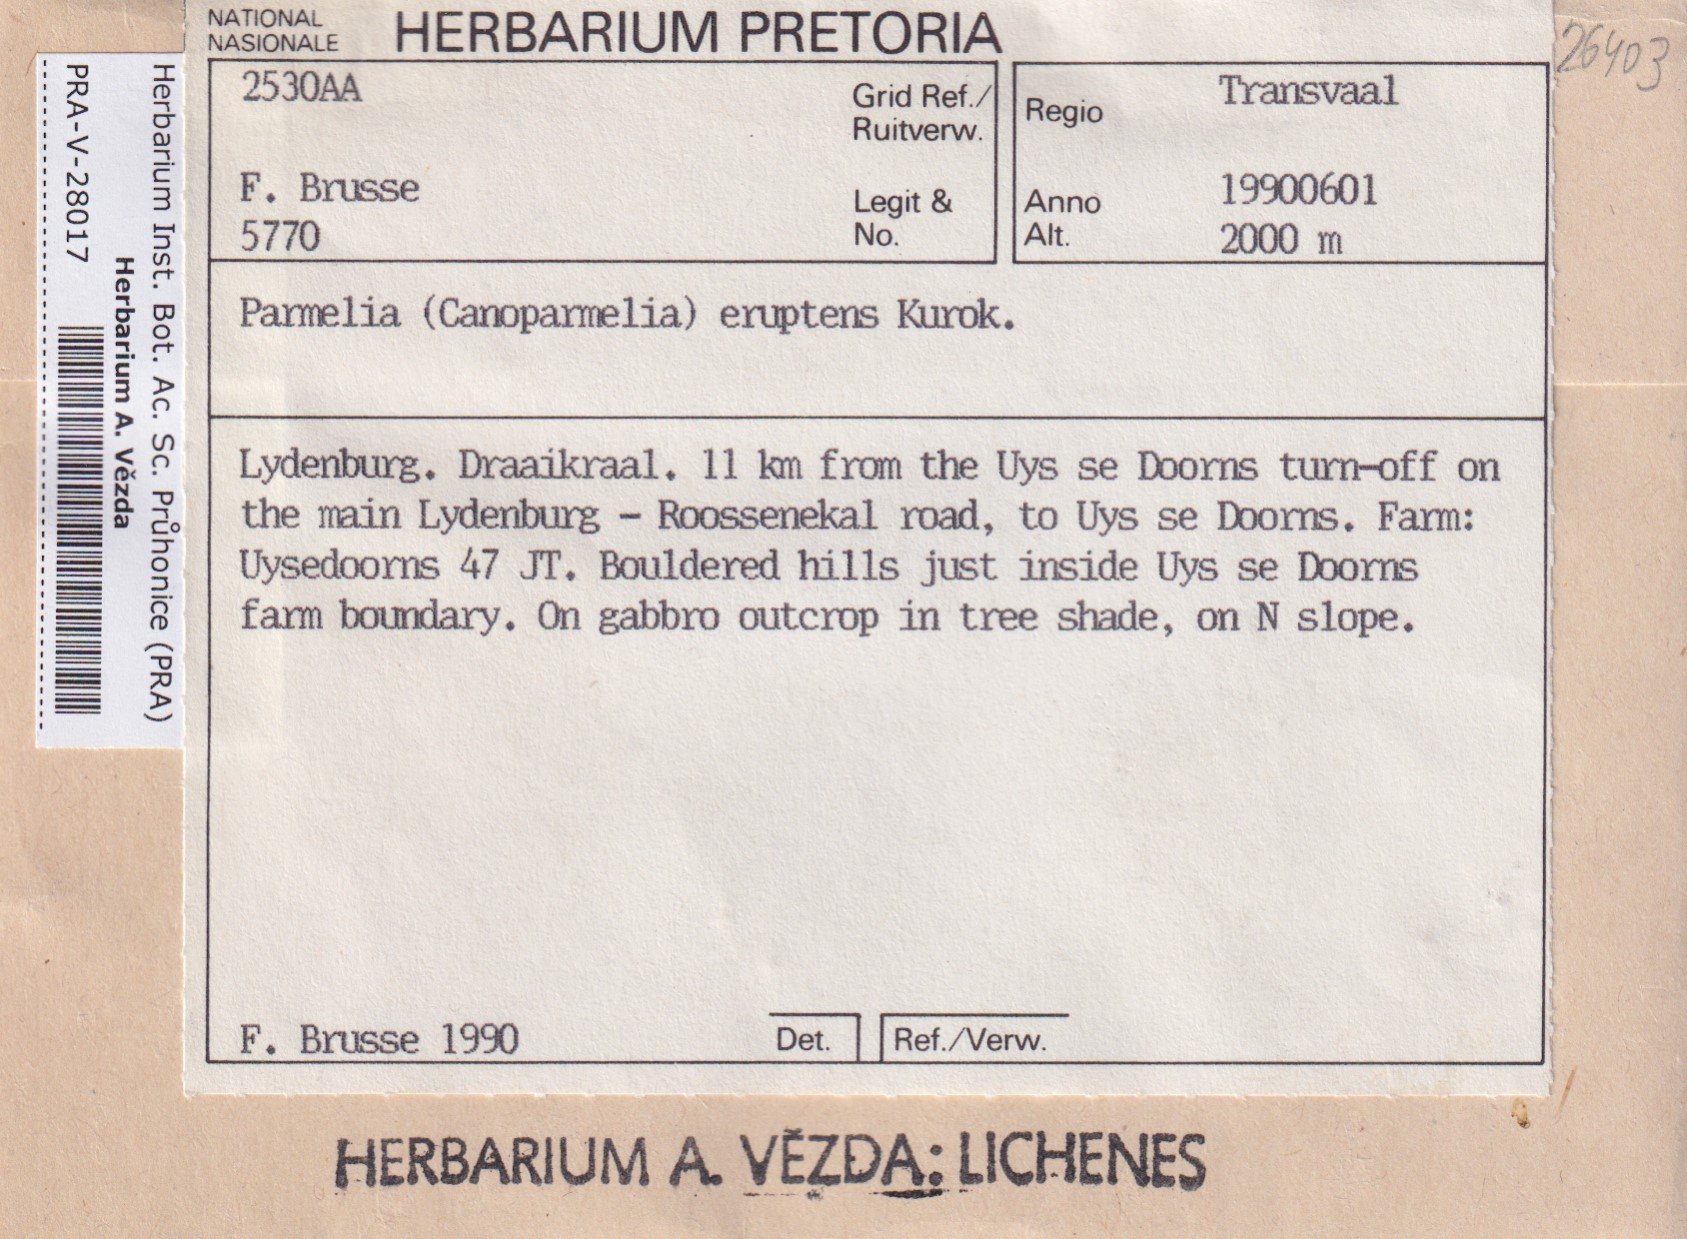 NATIONAL
NASIONALE
HERBARIUM PRETORIA
26403
2530AA
Grid Ref./
Ruitverw.
F. Brusse
Legit &
5770
No.
Regio
Transvaal
Anno
19900601
Alt.
2000 m
Parmelia (Canoparmelia) eruptens Kurok.
Lydenburg. Draaikraal. 11 km from the Uys se Doorns turn-off on
the main Lydenburg – Roossenekal road, to Uys se Doorns. Farm:
Uysedoorns 47 JT. Bouldered hills just inside Uys se Doorns
farm boundary. On gabbro outcrop in tree shade, on N slope.
F. Brusse 1990
Det.
Ref./Verw.
HERBARIUM A. VĚZDA: LICHENES
Herbarium Inst. Bot. Ac. Sc. Průhonice (PRA)
Herbarium A. Vězda
PRA-V-28017